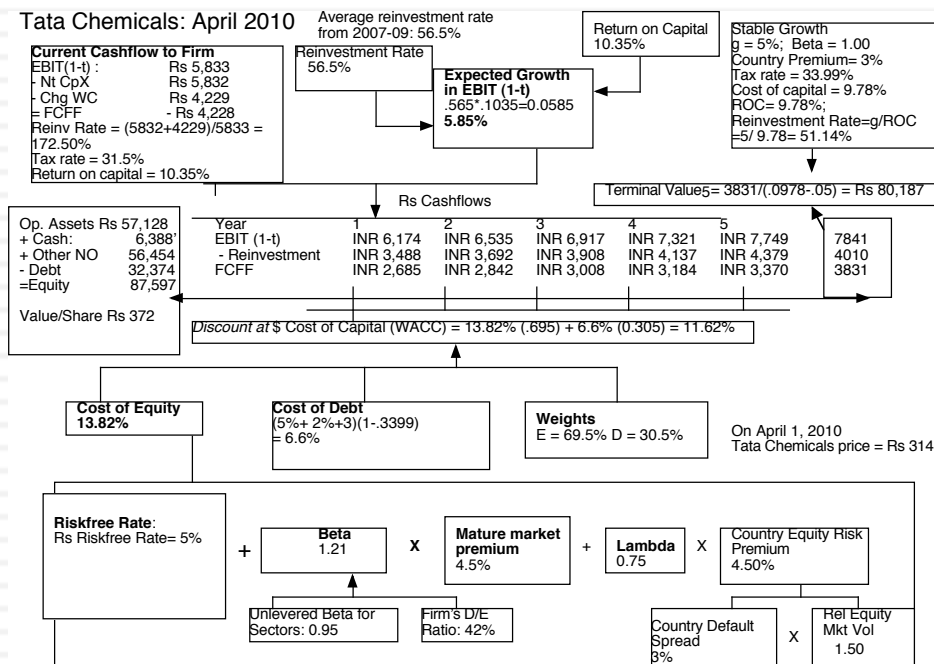 Tata Chemicals: April 2010
Average reinvestment rate
from 2007-09: 56.5%
Reinvestment Rate
56.5%
Return on Capital
10.35%
Expected Growth
in EBIT (1-t)
.565*.1035=0.0585
5.85%
Stable Growth
g = 5%; Beta = 1.00
Country Premium= 3%
Tax rate = 33.99%
Cost of capital = 9.78%
ROC= 9.78%;
Reinvestment Rate=g/ROC
=5/ 9.78= 51.14%
Current Cashflow to Firm
EBIT(1-t) : Rs 5,833
- Nt CpX Rs 5,832
- Chg WC Rs 4,229
= FCFF - Rs 4,228
Reinv Rate = (5832+4229)/5833 =
172.50%
Tax rate = 31.5%
Return on capital = 10.35%
Terminal Value5= 3831/(.0978-.05) = Rs 80,187
Rs Cashflows
Op. Assets Rs 57,128
+ Cash: 6,388'
+ Other NO 56,454
- Debt 32,374
=Equity 87,597
Value/Share Rs 372
Year 1 2 3 4 5
EBIT (1-t) INR 6,174 INR 6,535 INR 6,917 INR 7,321 INR 7,749 7841
- Reinvestment INR 3,488 INR 3,692 INR 3,908 INR 4,137 INR 4,379 4010
FCFF INR 2,685 INR 2,842 INR 3,008 INR 3,184 INR 3,370 3831
Discount at $ Cost of Capital (WACC) = 13.82% (.695) + 6.6% (0.305) = 11.62%
Cost of Equity
13.82%
Cost of Debt
(5%+ 2%+3)(1-.3399)
= 6.6%
Weights
E = 69.5% D = 30.5%
On April 1, 2010
Tata Chemicals price = Rs 314
Riskfree Rate:
Rs Riskfree Rate= 5%
+
Beta
1.21
X
Mature market
premium
4.5%
+
Lambda
0.75
X
Country Equity Risk
Premium
4.50%
Unlevered Beta for
Sectors: 0.95
Firm's D/E
Ratio: 42%
Country Default
Spread
3%
X
Rel Equity
Mkt Vol
1.50